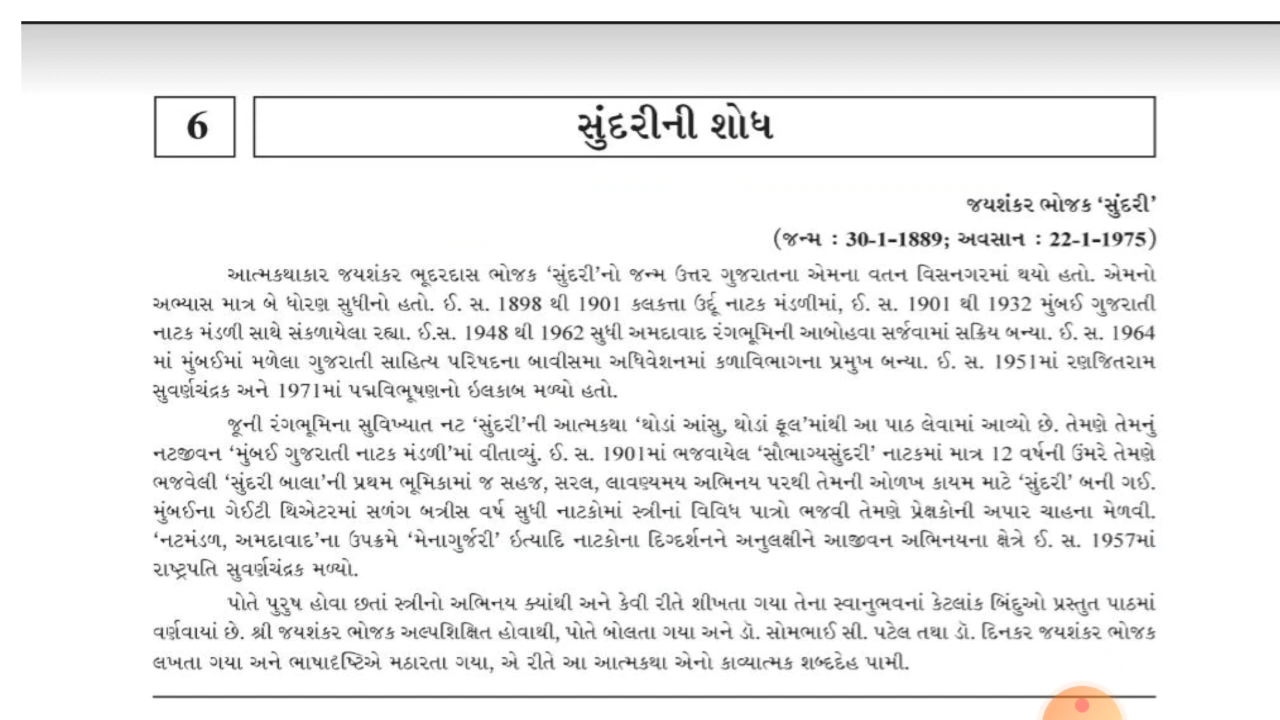 6
સુંદરીની શોધ
જયશંકર ભોજક ‘સુંદરી’
(જન્મ : 30-1-1889; અવસાન : 22-1-1975)
આત્મકથાકાર જયશંકર ભૂદરદાસ ભોજક ‘સુંદરી’નો જન્મ ઉત્તર ગુજરાતના એમના વતન વિસનગરમાં થયો હતો. એમનો
અભ્યાસ માત્ર બે ધોરણ સુધીનો હતો. ઈ. સ. 1898 થી 1901 કલકત્તા ઉર્દૂ નાટક મંડળીમાં, ઈ. સ. 1901 થી 1932 મુંબઈ ગુજરાતી
નાટક મંડળી સાથે સંકળાયેલા રહ્યા. ઈ.સ. 1948 થી 1962 સુધી અમદાવાદ રંગભૂમિની આબોહવા સર્જવામાં સક્રિય બન્યા. ઈ. સ. 1964
માં મુંબઈમાં મળેલા ગુજરાતી સાહિત્ય પરિષદના બાવીસમા અધિવેશનમાં કળાવિભાગના પ્રમુખ બન્યા. ઈ. સ. 1951માં રણજિતરામ
સુવર્ણચંદ્રક અને 1971માં પદ્મવિભૂષણનો ઇલકાબ મળ્યો હતો.
જૂની રંગભૂમિના સુવિખ્યાત નટ ‘સુંદરી’ની આત્મકથા ‘થોડાં આંસુ, થોડાં ફૂલ’માંથી આ પાઠ લેવામાં આવ્યો છે. તેમણે તેમનું
નટજીવન ‘મુંબઈ ગુજરાતી નાટક મંડળી’માં વીતાવ્યું. ઈ. સ. 1901માં ભજવાયેલ ‘સૌભાગ્યસુંદરી’ નાટકમાં માત્ર 12 વર્ષની ઉંમરે તેમણે
ભજવેલી ‘સુંદરી બાલા’ની પ્રથમ ભૂમિકામાં જ સહજ, સરલ, લાવણ્યમય અભિનય પરથી તેમની ઓળખ કાયમ માટે ‘સુંદરી’ બની ગઈ.
મુંબઈના ગેઈટી થિએટરમાં સળંગ બત્રીસ વર્ષ સુધી નાટકોમાં સ્ત્રીનાં વિવિધ પાત્રો ભજવી તેમણે પ્રેક્ષકોની અપાર ચાહના મેળવી.
‘નટમંડળ, અમદાવાદ’ના ઉપક્રમે ‘મેનાગુર્જરી’ ઇત્યાદિ નાટકોના દિગ્દર્શનને અનુલક્ષીને આજીવન અભિનયના ક્ષેત્રે ઈ. સ. 1957માં
રાષ્ટ્રપતિ સુવર્ણચંદ્રક મળ્યો.
પોતે પુરુષ હોવા છતાં સ્ત્રીનો અભિનય ક્યાંથી અને કેવી રીતે શીખતા ગયા તેના સ્વાનુભવનાં કેટલાંક બિંદુઓ પ્રસ્તુત પાઠમાં
વર્ણવાયાં છે. શ્રી જયશંકર ભોજક અલ્પશિક્ષિત હોવાથી, પોતે બોલતા ગયા અને ડૉ. સોમભાઈ સી. પટેલ તથા ડૉ. દિનકર જયશંકર ભોજક
લખતા ગયા અને ભાષાદૃષ્ટિએ મઠારતા ગયા, એ રીતે આ આત્મકથા એનો કાવ્યાત્મક શબ્દદેહ પામી.